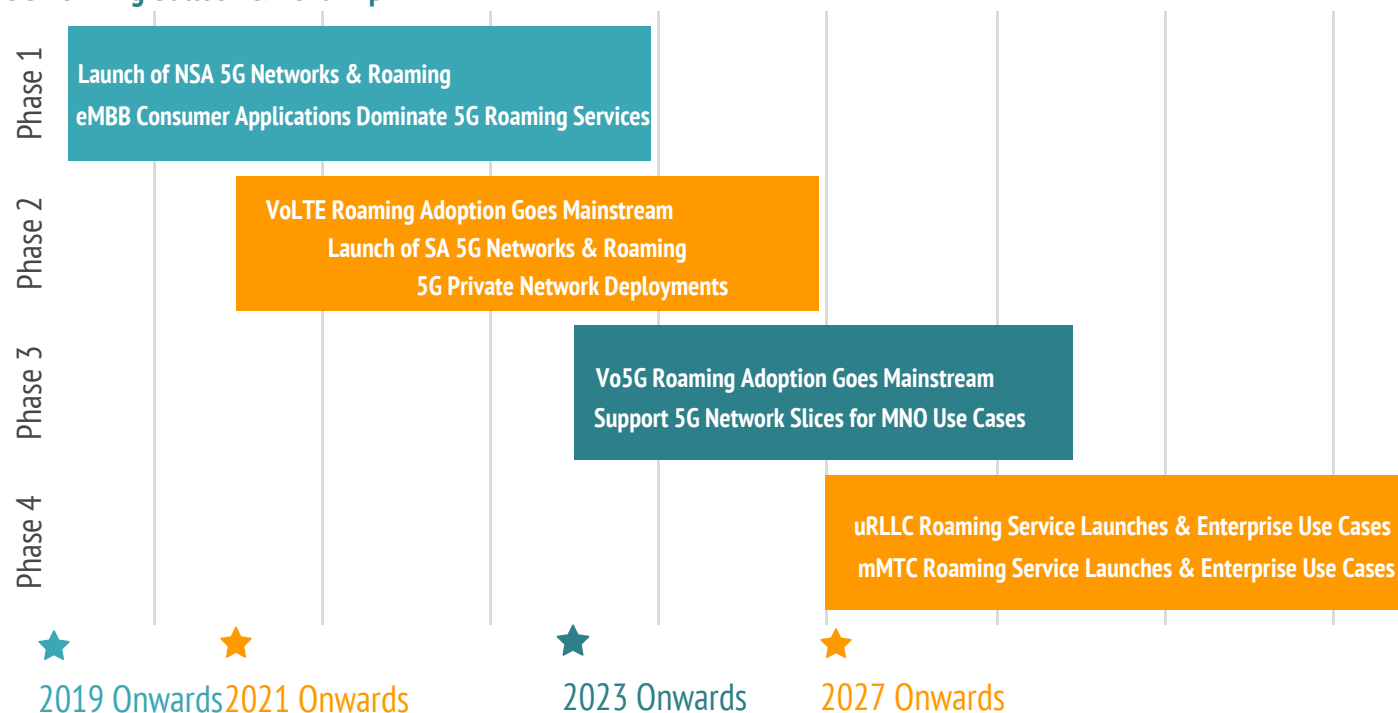 Phase 1
Launch of NSA 5G Networks & Roaming
eMBB Consumer Applications Dominate 5G Roaming Services
Phase 2
VoLTE Roaming Adoption Goes Mainstream
Launch of SA 5G Networks & Roaming
5G Private Network Deployments
Phase 3
Vo5G Roaming Adoption Goes Mainstream
Support 5G Network Slices for MNO Use Cases
Phase 4
uRLLC Roaming Service Launches & Enterprise Use Cases
mMTC Roaming Service Launches & Enterprise Use Cases
2019 Onwards 2021 Onwards 2023 Onwards 2027 Onwards